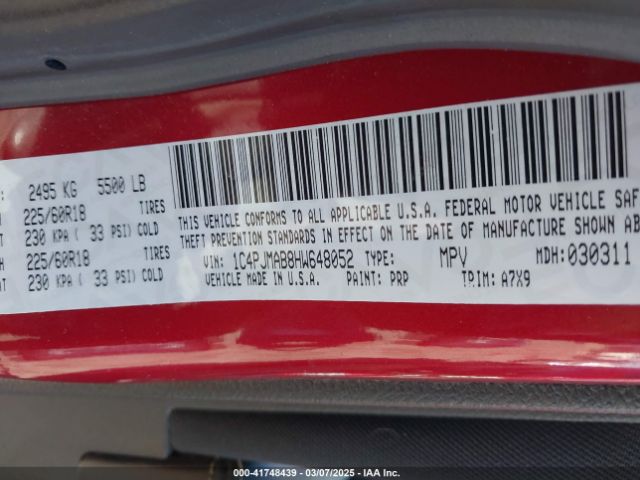 2495 KG 5500 LB
225/60R18 TIRES
230 KPA ( 33 PSI) COLD
225/60R18 TIRES
230 KPA ( 33 PSI) COLD
THIS VEHICLE CONFORMS TO ALL APPLICABLE U.S.A. FEDERAL MOTOR VEHICLE SAF
THEFT PREVENTION STANDARDS IN EFFECT ON THE DATE OF MANUFACTURE SHOWN AB
VIN: 1C4PJMAB8HW648052 TYPE: MPV MDH:030311
VEHICLE MADE IN U.S.A. PAINT: PRP TRIM: A7X9
00-41748439 - 03/07/2025 - IAA Inc.